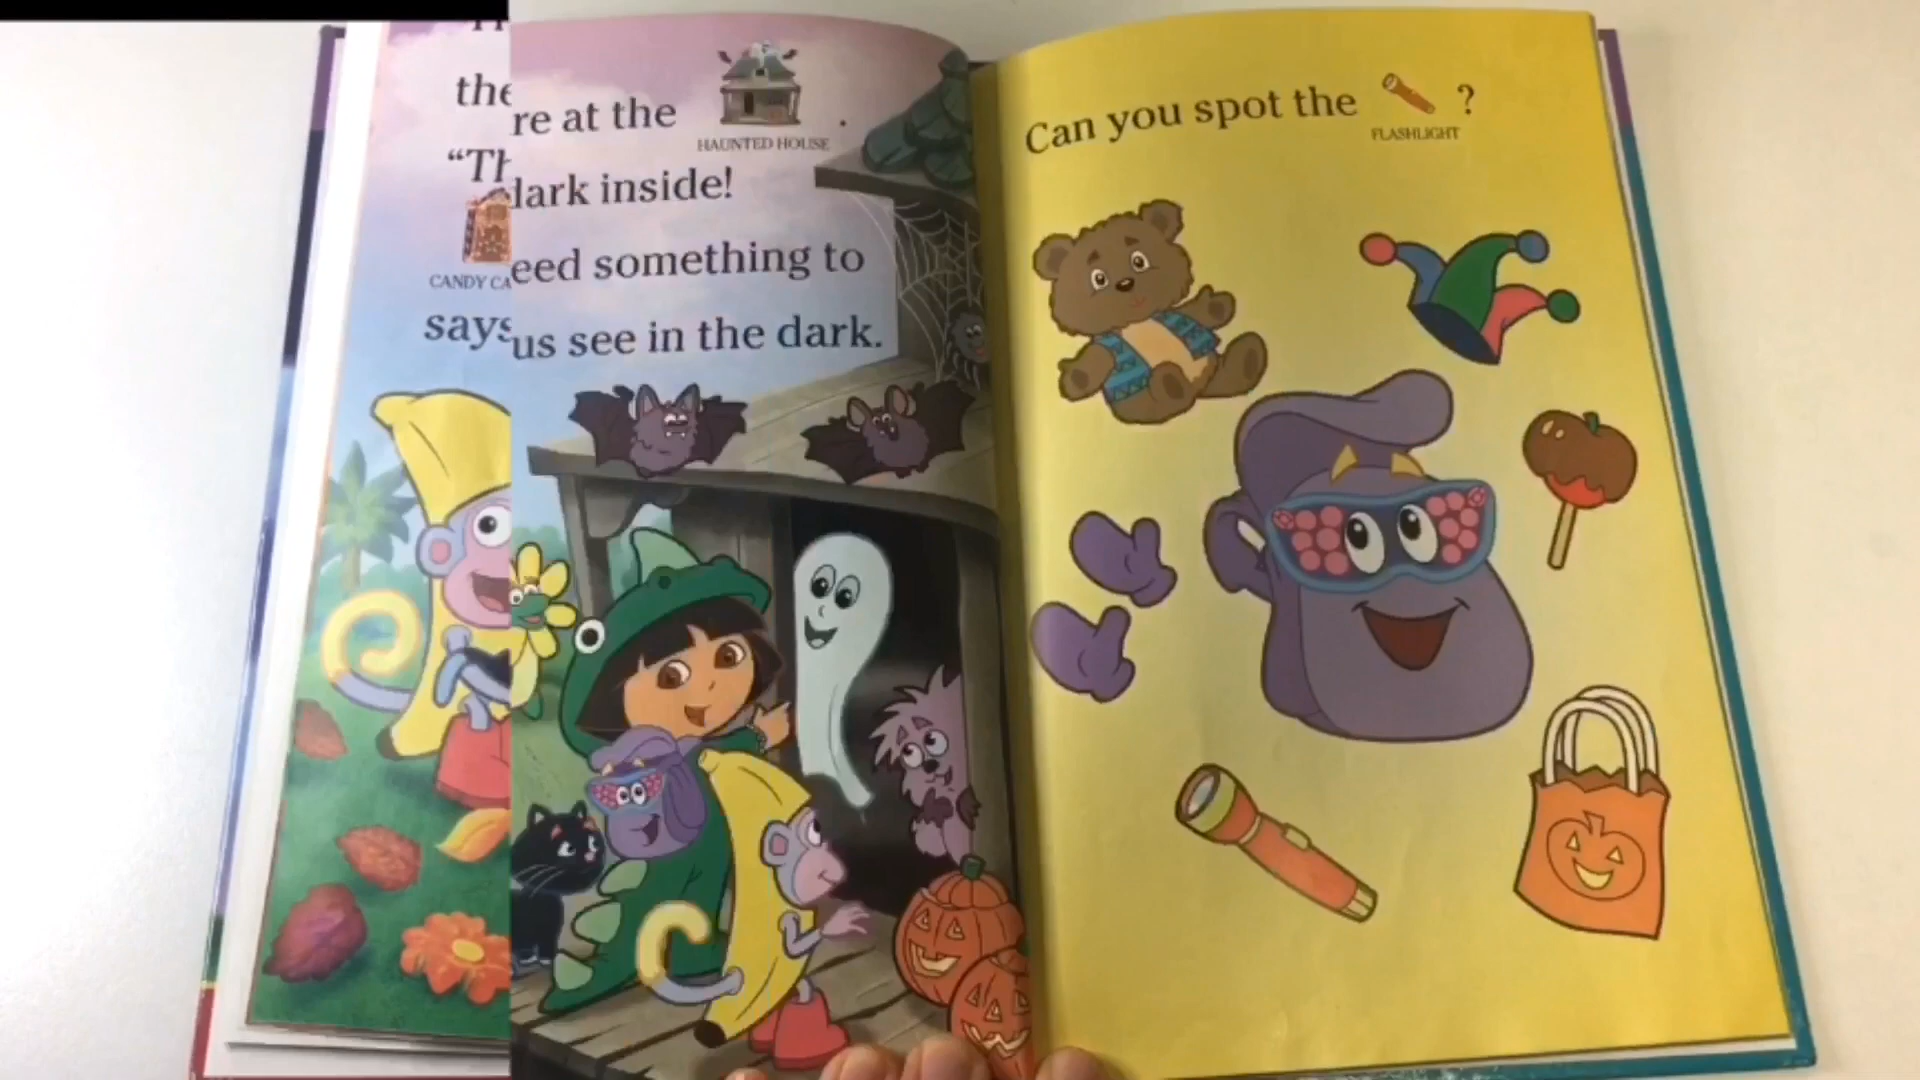 the
“Th
CANDY CA
says
re at the
HAUNTED HOUSE
.
dark inside!
eed something to
us see in the dark.
Can you spot the
FLASHLIGHT
?